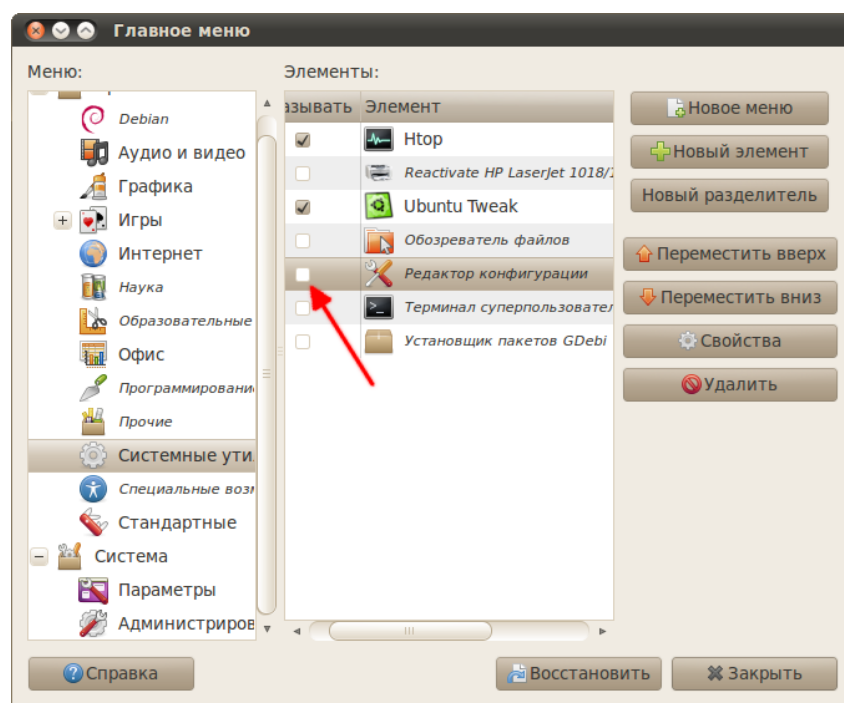 Главное меню
Меню:
Debian
Аудио и видео
Графика
Игры
Интернет
Наука
Образовательные
Офис
Программировани
Прочие
Системные ути
Специальные воз
Стандартные
Система
Параметры
Администриров
Элементы:
азывать Элемент
Htop
Reactivate HP LaserJet 1018/1
Ubuntu Tweak
Обозреватель файлов
Редактор конфигурации
Терминал суперпользовател
Установщик пакетов GDebi
Новое меню
Новый элемент
Новый разделитель
Переместить вверх
Переместить вниз
Свойства
Удалить
Справка
Восстановить
Закрыть